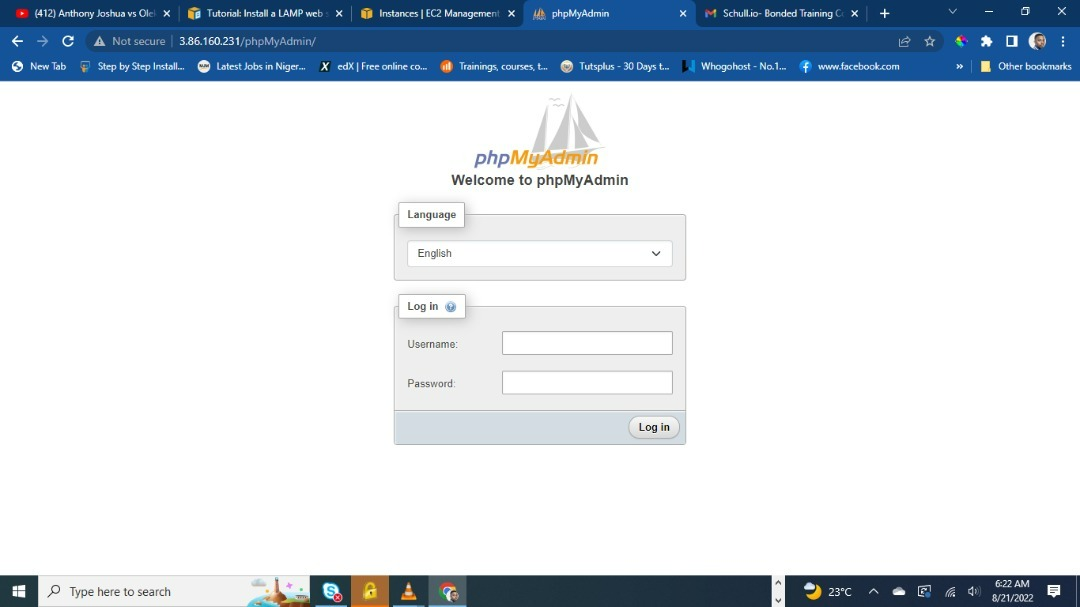 (412) Anthony Joshua vs Ole
Tutorial: Install a LAMP web s
Instances | EC2 Management
phpMyAdmin
Schull.io- Bonded Training C
Not secure
3.86.160.231/phpMyAdmin/
New Tab
Step by Step Install...
Latest Jobs in Niger...
edX | Free online co...
Trainings, courses, t...
Tutsplus - 30 Days t...
Whogohost - No.1...
www.facebook.com
»
Other bookmarks
phpMyAdmin
Welcome to phpMyAdmin
Language
English
Log in
Username:
Password:
Log in
Type here to search
23°C
6:22 AM
8/21/2022